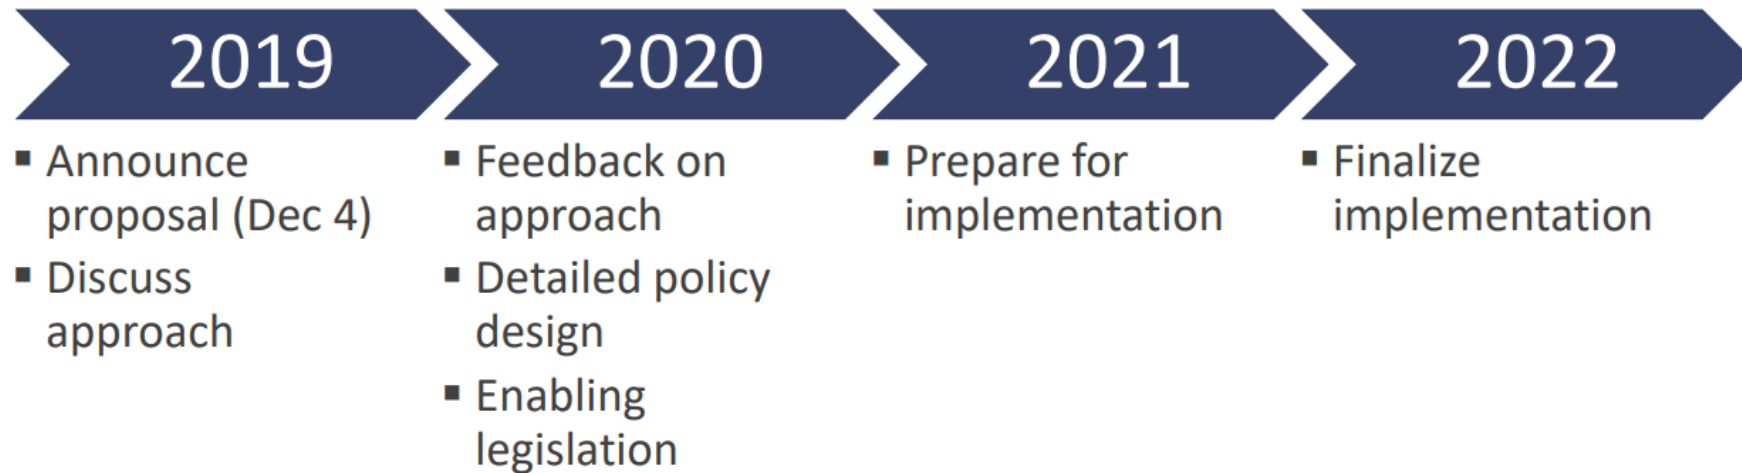 2019
▪ Announce
proposal (Dec 4)
▪ Discuss
approach
2020
▪ Feedback on
approach
▪ Detailed policy
design
▪ Enabling
legislation
2021
▪ Prepare for
implementation
2022
▪ Finalize
implementation